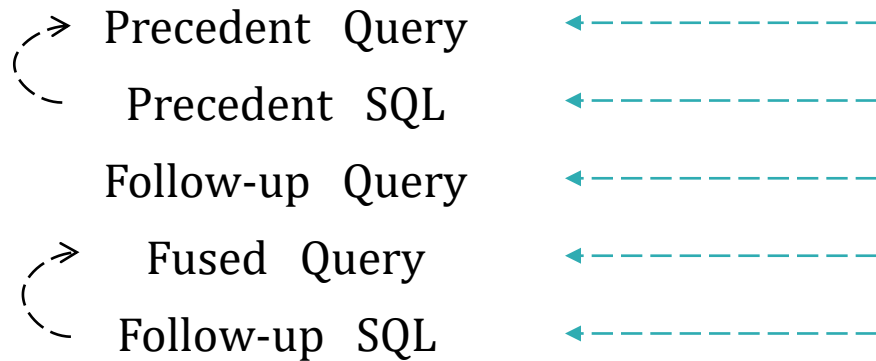 Precedent Query
Precedent SQL
Follow-up Query
Fused Query
Follow-up SQL